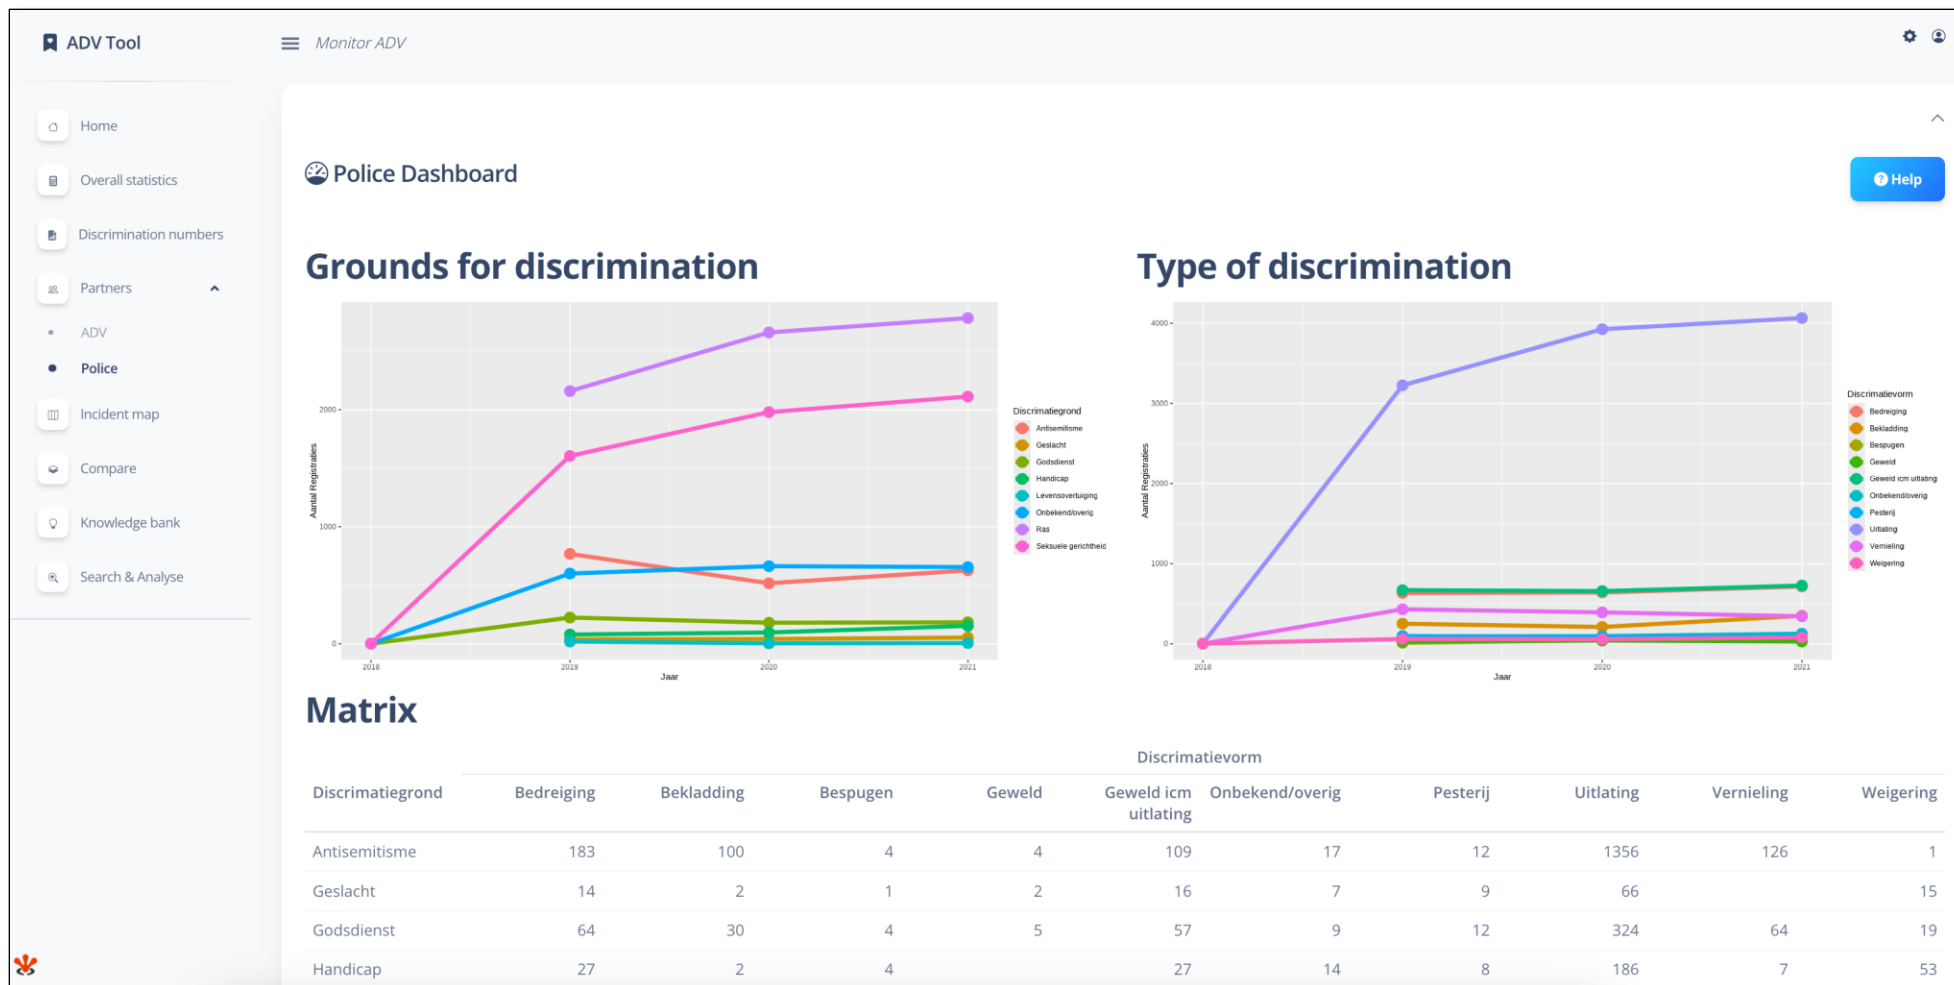 ADV Tool
Monitor ADV
Home
Overall statistics
Discrimination numbers
Partners
ADV
Police
Incident map
Compare
Knowledge bank
Search & Analyse
Police Dashboard
Help
Grounds for discrimination
Aantal Registraties
2000
1000
0
2018 2019 2020 2021
Jaar
Discrimatiegrond
Antisemitisme
Geslacht
Godsdienst
Handicap
Levensovertuiging
Onbekend/overig
Ras
Seksuele gerichtheid
Type of discrimination
Aantal Registraties
4000
3000
2000
1000
0
2018 2019 2020 2021
Jaar
Discrimatievorm
Bedreiging
Bekladding
Bespugen
Geweld
Geweld icm uitlating
Onbekend/overig
Pesterij
Uitlating
Vernieling
Weigering
Matrix
Discrimatievorm
Discrimatiegrond Bedreiging Bekladding Bespugen Geweld Geweld icm uitlating Onbekend/overig Pesterij Uitlating Vernieling Weigering
Antisemitisme 183 100 4 4 109 17 12 1356 126 1
Geslacht 14 2 1 2 16 7 9 66 15
Godsdienst 64 30 4 5 57 9 12 324 64 19
Handicap 27 2 4 27 14 8 186 7 53